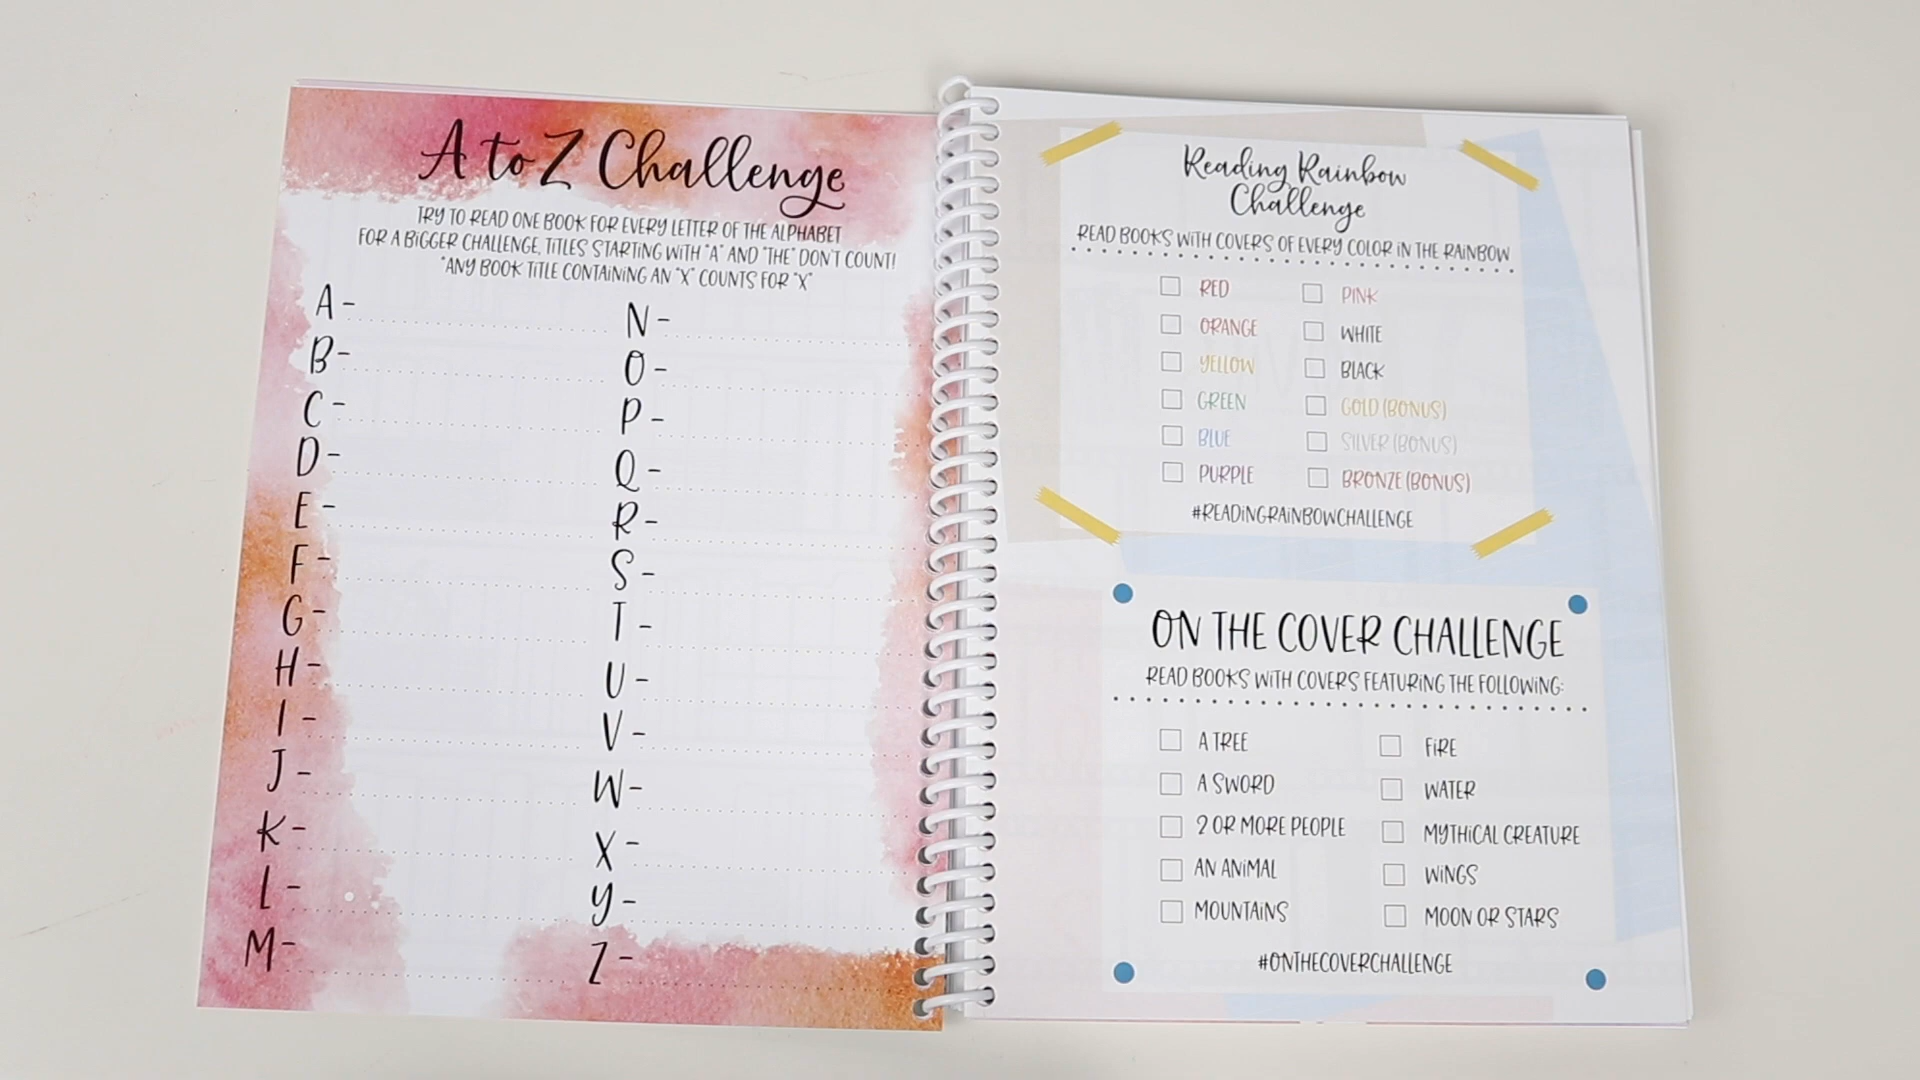 A to Z Challenge
TRY TO READ ONE BOOK FOR EVERY LETTER OF THE ALPHABET
FOR A BIGGER CHALLENGE, TITLES STARTING WITH "A" AND "THE" DON'T COUNT!
*ANY BOOK TITLE CONTAINING AN "X" COUNTS FOR "X"
A -
B -
C -
D -
E -
F -
G -
H -
I -
J -
K -
L -
M -
N -
O -
P -
Q -
R -
S -
T -
U -
V -
W -
X -
Y -
Z -
Reading Rainbow
Challenge
READ BOOKS WITH COVERS OF EVERY COLOR IN THE RAINBOW
RED
ORANGE
YELLOW
GREEN
BLUE
PURPLE
PINK
WHITE
BLACK
GOLD (BONUS)
SILVER (BONUS)
BRONZE (BONUS)
#READINGRAINBOWCHALLENGE
ON THE COVER CHALLENGE
READ BOOKS WITH COVERS FEATURING THE FOLLOWING:
A TREE
A SWORD
2 OR MORE PEOPLE
AN ANIMAL
MOUNTAINS
FIRE
WATER
MYTHICAL CREATURE
WINGS
MOON OR STARS
#ONTHECOVERCHALLENGE